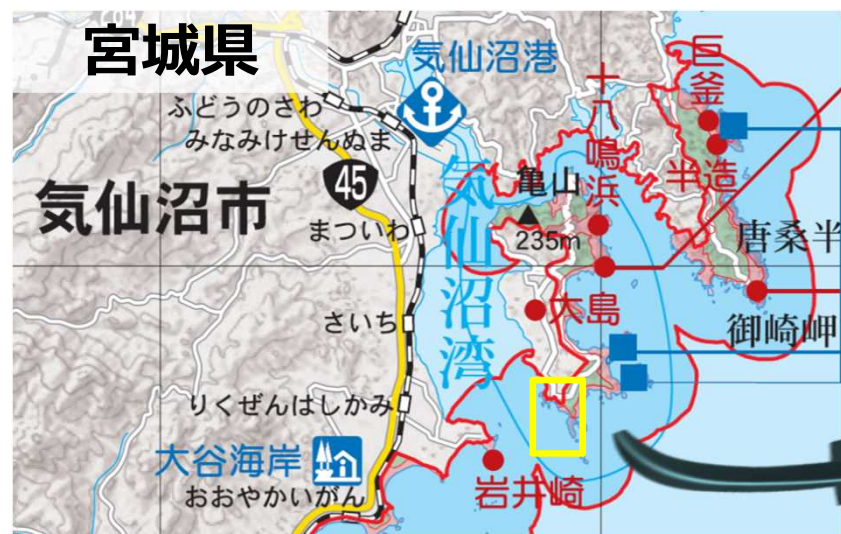 宮城県
284
気仙沼港
ふどうのさわ
みなみけせんぬま
45
気仙沼市
まついわ
気仙沼湾
亀山
235m
十八鳴浜
巨釜
半造
唐桑半
大島
御崎岬
さいち
りくぜんはしかみ
大谷海岸
おおやかいがん
岩井崎